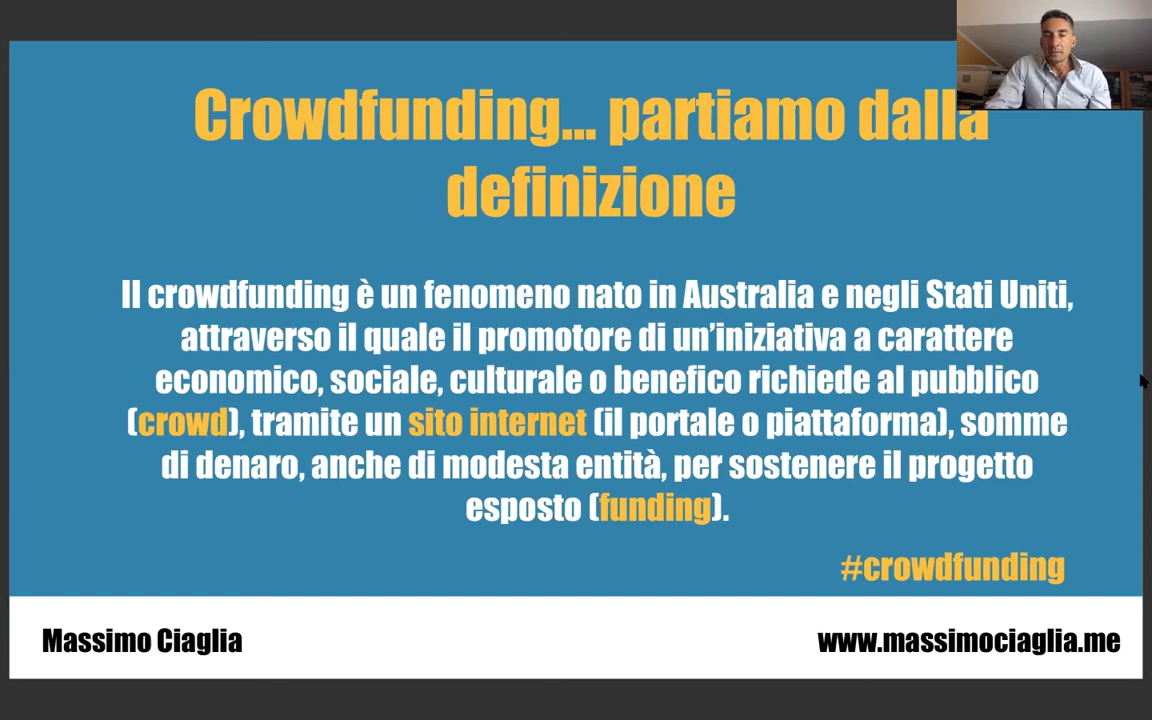 Crowdfunding... partiamo dalla
definizione
Il crowdfunding è un fenomeno nato in Australia e negli Stati Uniti,
attraverso il quale il promotore di un’iniziativa a carattere
economico, sociale, culturale o benefico richiede al pubblico
(crowd), tramite un sito internet (il portale o piattaforma), somme
di denaro, anche di modesta entità, per sostenere il progetto
esposto (funding).
#crowdfunding
Massimo Ciaglia
www.massimociaglia.me